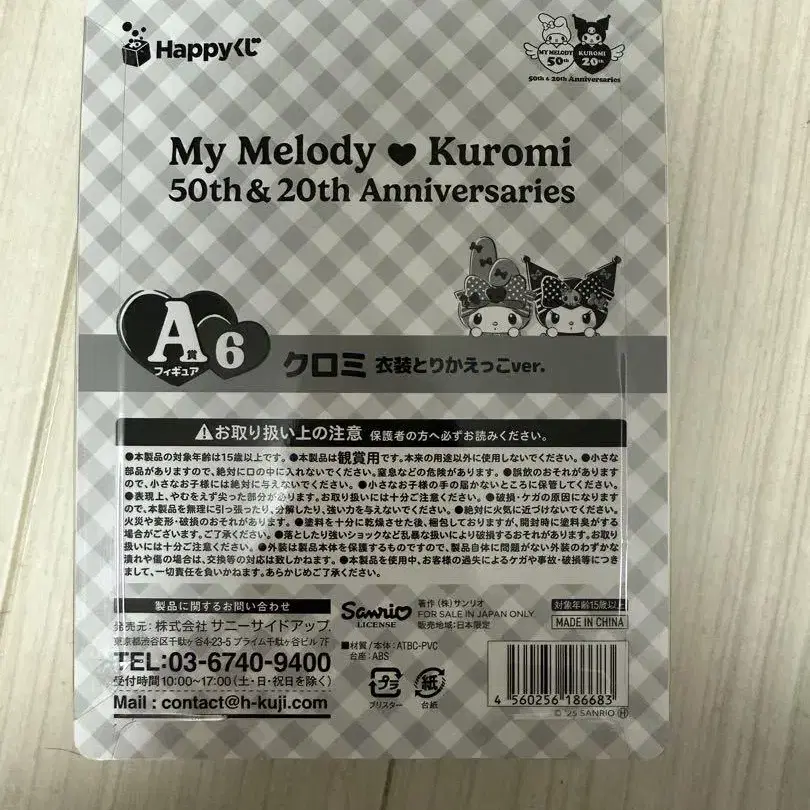 Happyくじ
MY MELODY 50th KUROMI 20th
50th & 20th Anniversaries
My Melody ♥ Kuromi
50th & 20th Anniversaries
A賞 6
フィギュア
クロミ 衣装とりかえっこver.
⚠お取り扱い上の注意 保護者の方へ必ずお読みください。
●本製品の対象年齢は15歳以上です。●本製品は観賞用です。本来の用途以外に使用しないでください。●小さな
部品がありますので、絶対に口の中に入れないでください。窒息などの危険があります。●誤飲のおそれがあります
ので、小さなお子様には絶対に与えないでください。●小さなお子様の手の届かないところに保管してください。
●表現上、やむをえず尖った部分があります。お取り扱いには十分ご注意ください。●破損・ケガの原因になります
ので、本製品を無理に引っ張ったり、分解したり、強い力を与えないでください。●絶対に火気に近づけないでください。
火災や変形・破損のおそれがあります。●塗料を十分に乾燥させた後、梱包しておりますが、開封時に塗料臭がする
場合がございます。ご了承ください。●落としたり強いショックなど乱暴な扱いにより破損するおそれがあります。お取り
扱いには十分ご注意ください。●外装は製品本体を保護するものですので、製品自体に問題がない外装のわずかな
潰れや傷の場合は、交換等の対応は致しかねます。●本製品を使用中、お客様の過失によるケガや事故・破損等につき
まして、一切責任を負いかねます。あらかじめご了承ください。
製品に関するお問い合わせ
発売元：株式会社 サニーサイドアップ
東京都渋谷区千駄ヶ谷4-23-5 プライム千駄ヶ谷ビル 7F
TEL:03-6740-9400
受付時間10:00~17:00(土・日・祝日を除く)
Mail : contact@h-kuji.com
Sanrio
LICENSE
著作 (株)サンリオ
FOR SALE IN JAPAN ONLY.
販売地域：日本限定
■材質/本体：ATBC-PVC
台座：ABS
プラ
ブリスター
紙
台紙
対象年齢15歳以上
MADE IN CHINA
4 560256 186683
© '25 SANRIO Ⓗ